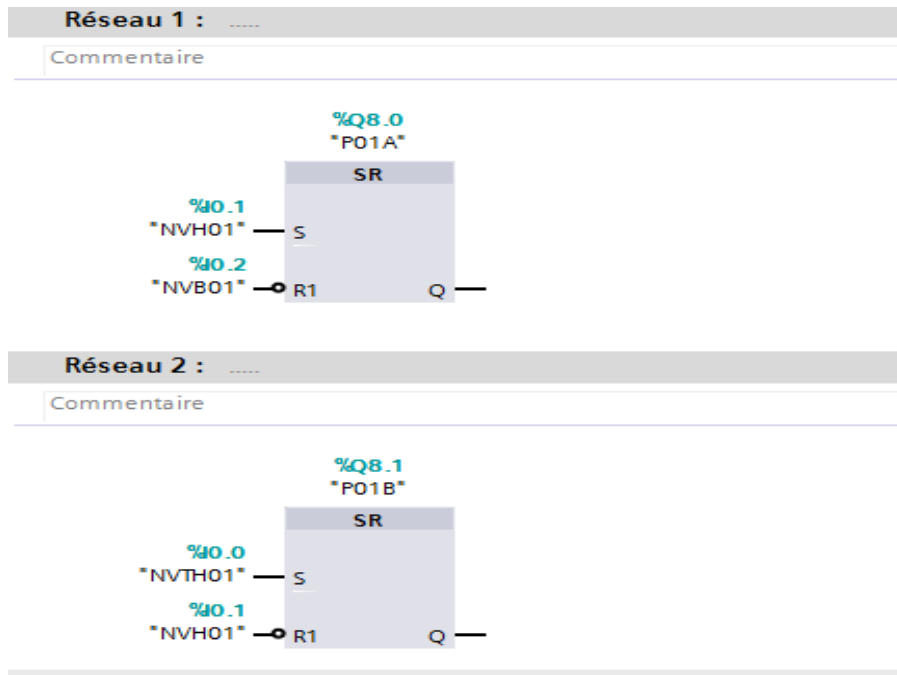 Réseau 1 : .....
Commentaire
%Q8.0
"P01A"
SR
%I0.1
"NVH01"
S
%I0.2
"NVB01"
R1 Q
Réseau 2 : .....
Commentaire
%Q8.1
"P01B"
SR
%I0.0
"NVTH01"
S
%I0.1
"NVH01"
R1 Q